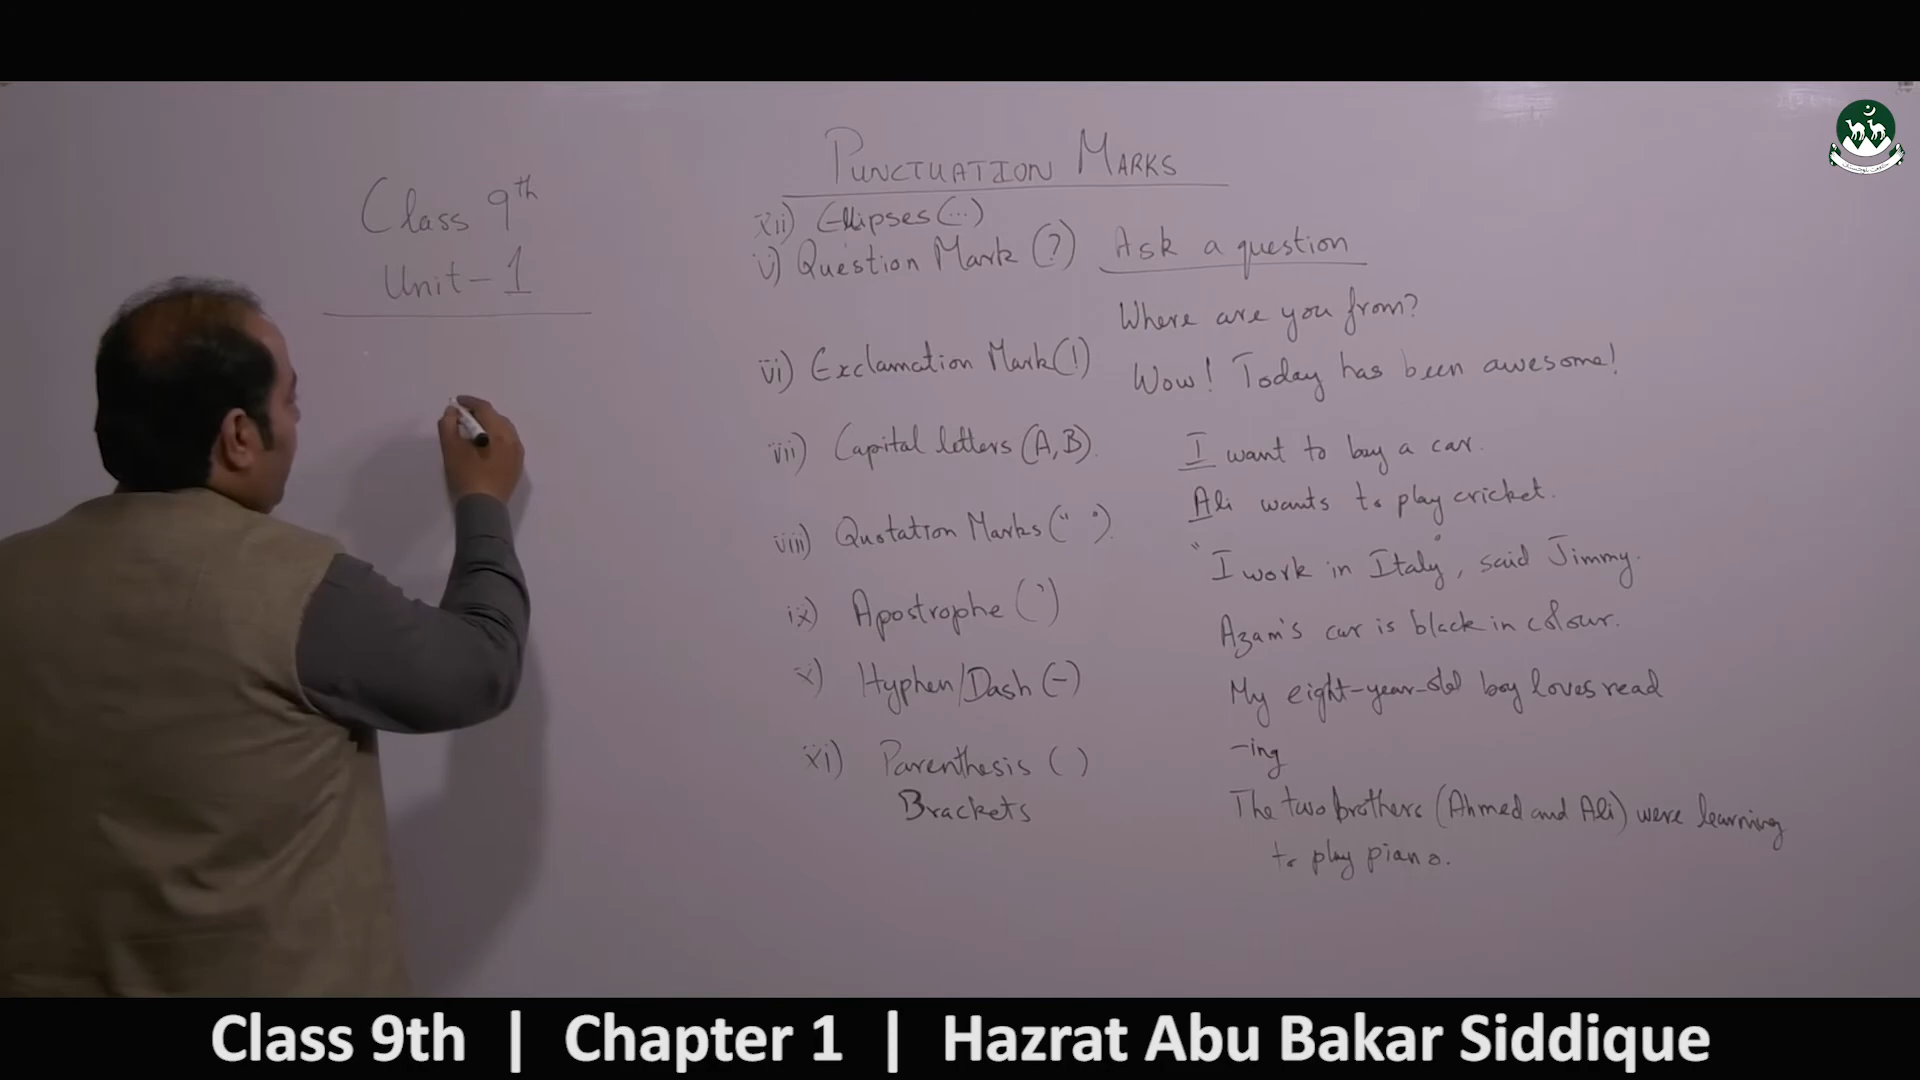 Class 9th
Unit-1
PUNCTUATION MARKS
xii) Ellipses (...)
v) Question Mark (?) Ask a question
Where are you from?
vi) Exclamation Mark (!) Wow! Today has been awesome!
vii) Capital letters (A, B). I want to buy a car.
Ali wants to play cricket.
viii) Quotation Marks (“ ”).
“I work in Italy”, said Jimmy.
ix) Apostrophe (’)
Azam's car is black in colour.
x) Hyphen/Dash (-) My eight-year-old boy loves read
-ing
xi) Parenthesis ( )
Brackets
The two brothers (Ahmed and Ali) were learning
to play piano.
Class 9th | Chapter 1 | Hazrat Abu Bakar Siddique